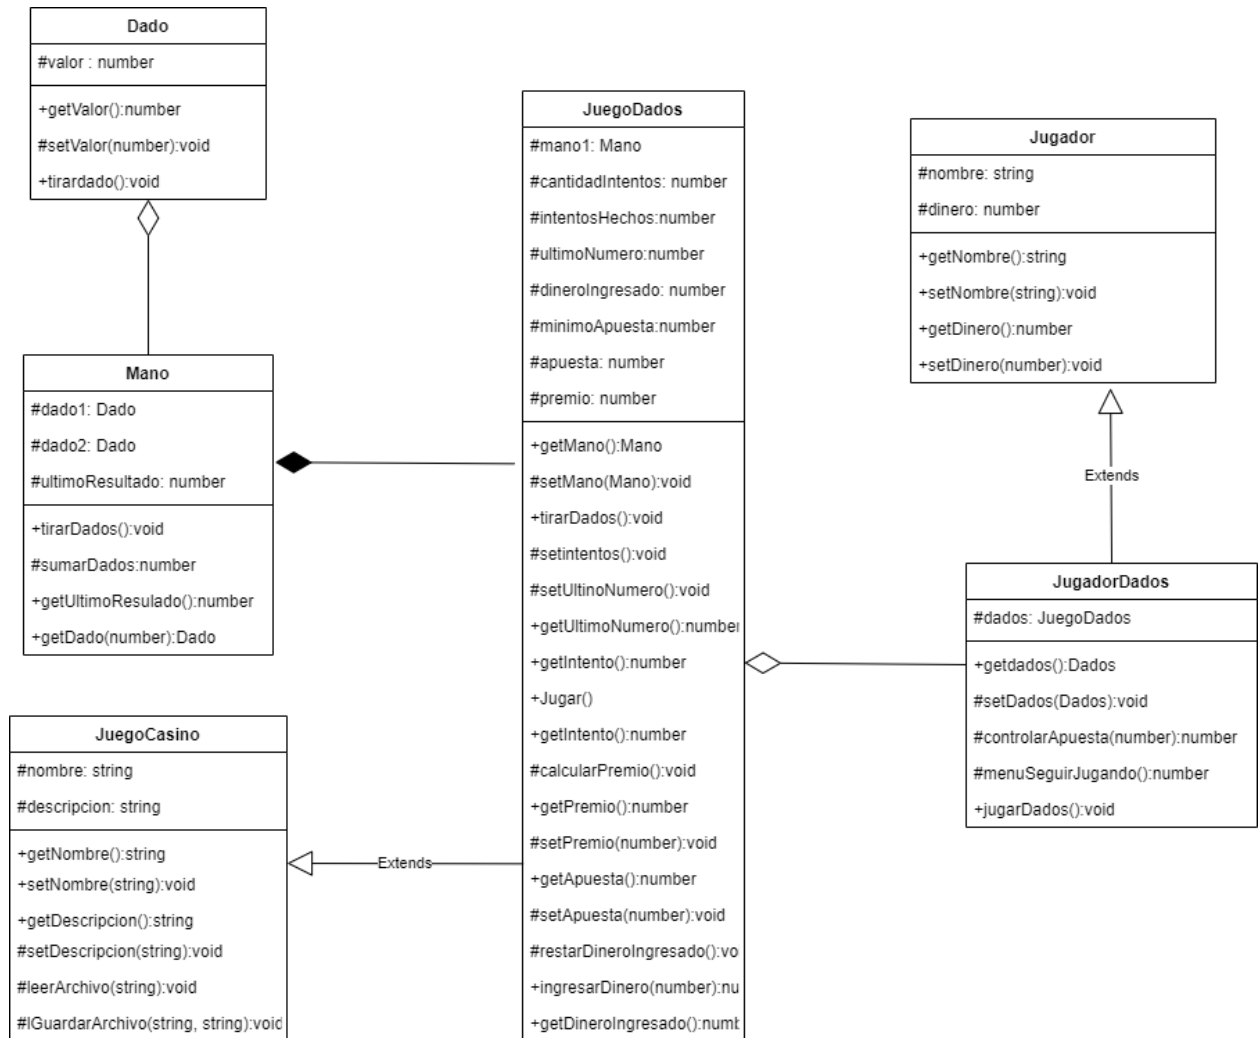 Dado
#valor : number
+getValor():number
#setValor(number):void
+tirardado():void
Mano
#dado1: Dado
#dado2: Dado
#ultimoResultado: number
+tirarDados():void
#sumarDados:number
+getUltimoResulado():number
+getDado(number):Dado
JuegoCasino
#nombre: string
#descripcion: string
+getNombre():string
+setNombre(string):void
+getDescripcion():string
#setDescripcion(string):void
#leerArchivo(string):void
#lGuardarArchivo(string, string):void
Extends
JuegoDados
#mano1: Mano
#cantidadIntentos: number
#intentosHechos:number
#ultimoNumero:number
#dineroIngresado: number
#minimoApuesta:number
#apuesta: number
#premio: number
+getMano():Mano
#setMano(Mano):void
+tirarDados():void
#setintentos():void
#setUltinoNumero():void
+getUltimoNumero():number
+getIntento():number
+Jugar()
+getIntento():number
#calcularPremio():void
+getPremio():number
#setPremio(number):void
+getApuesta():number
#setApuesta(number):void
#restarDineroIngresado():vo
+ingresarDinero(number):nu
+getDineroIngresado():numb
Jugador
#nombre: string
#dinero: number
+getNombre():string
+setNombre(string):void
+getDinero():number
+setDinero(number):void
Extends
JugadorDados
#dados: JuegoDados
+getdados():Dados
#setDados(Dados):void
#controlarApuesta(number):number
#menuSeguirJugando():number
+jugarDados():void